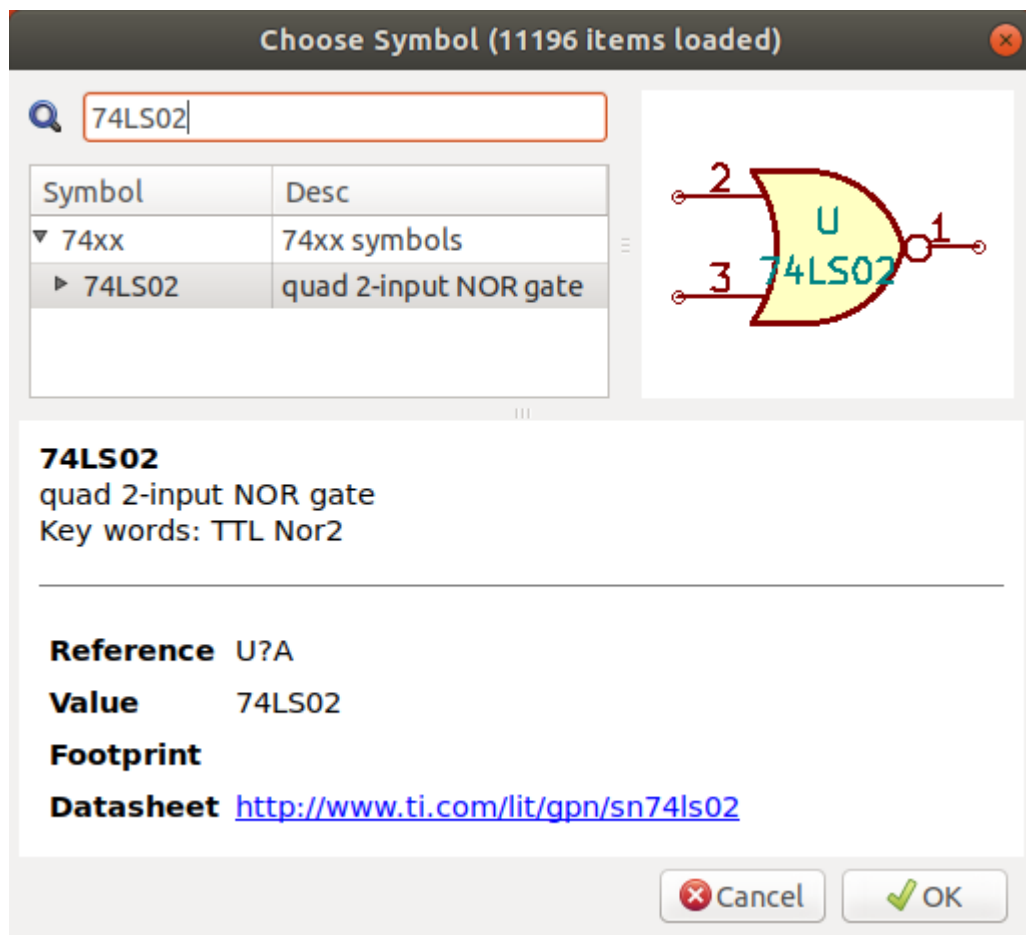 Choose Symbol (11196 items loaded)
74LS02
Symbol Desc
74xx 74xx symbols
74LS02 quad 2-input NOR gate
2
U
1
3
74LS02
74LS02
quad 2-input NOR gate
Key words: TTL Nor2
Reference U?A
Value 74LS02
Footprint
Datasheet http://www.ti.com/lit/gpn/sn74ls02
Cancel OK